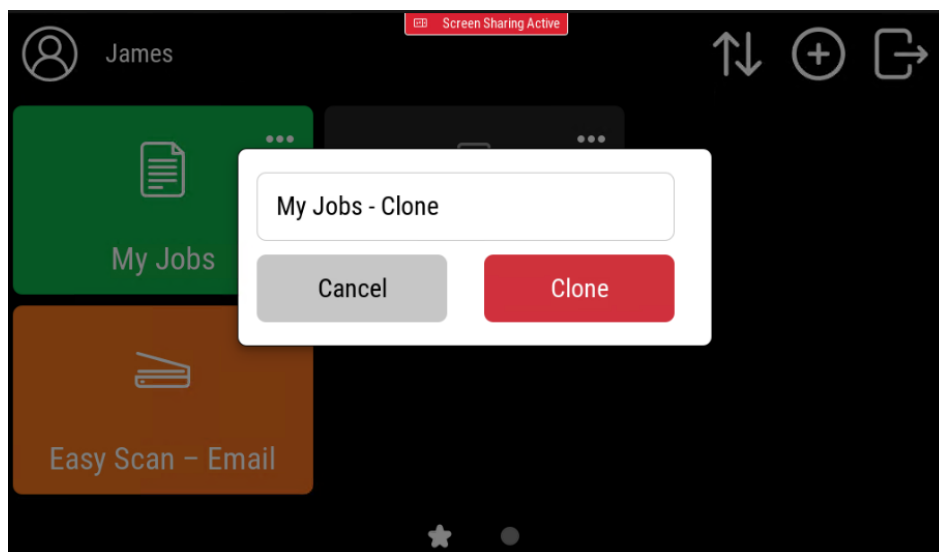 Screen Sharing Active
James
My Jobs - Clone
My Jobs
Cancel
Clone
Easy Scan – Email